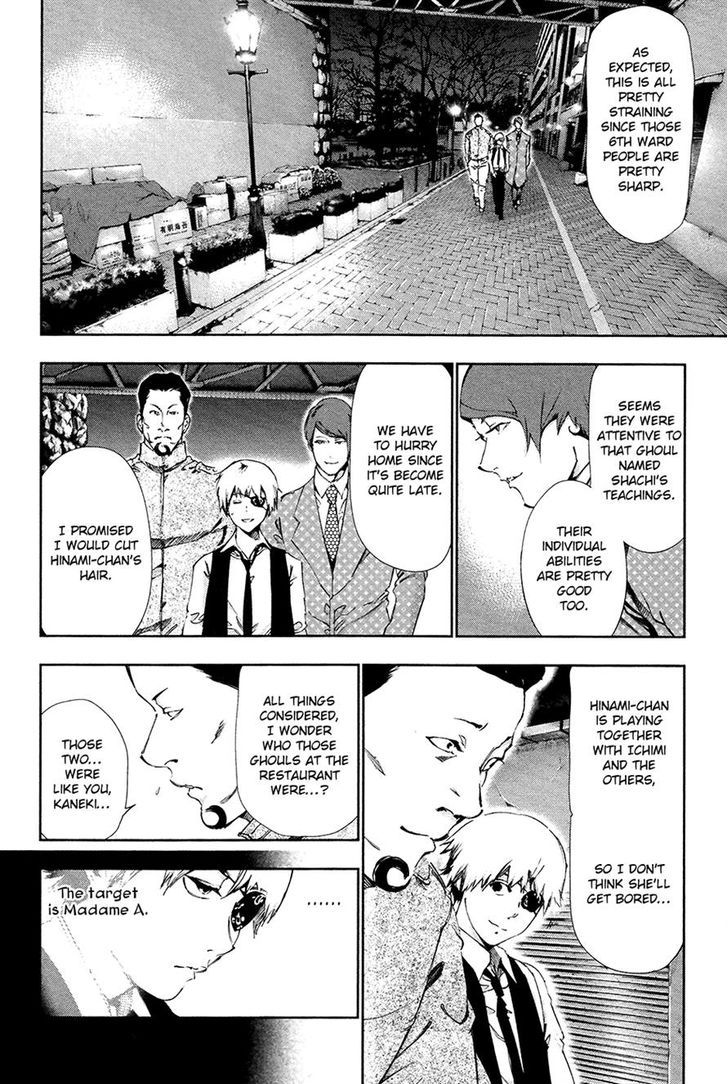 AS
EXPECTED,
THIS IS ALL
PRETTY
STRAINING
SINCE THOSE
6TH WARD
PEOPLE ARE
PRETTY
SHARP.
SEEMS
THEY WERE
ATTENTIVE TO
THAT GHOUL
NAMED
SHACHI'S
TEACHINGS.
THEIR
INDIVIDUAL
ABILITIES
ARE PRETTY
GOOD
TOO.
WE HAVE
TO HURRY
HOME SINCE
IT'S BECOME
QUITE LATE.
I PROMISED
I WOULD CUT
HINAMI-CHAN'S
HAIR.
HINAMI-CHAN
IS PLAYING
TOGETHER
WITH ICHIMI
AND THE
OTHERS,
SO I DON'T
THINK SHE'LL
GET BORED...
ALL THINGS
CONSIDERED,
I WONDER
WHO THOSE
GHOULS AT THE
RESTAURANT
WERE...?
THOSE
TWO...
WERE
LIKE YOU,
KANEKI...
......
The target
is Madame A.